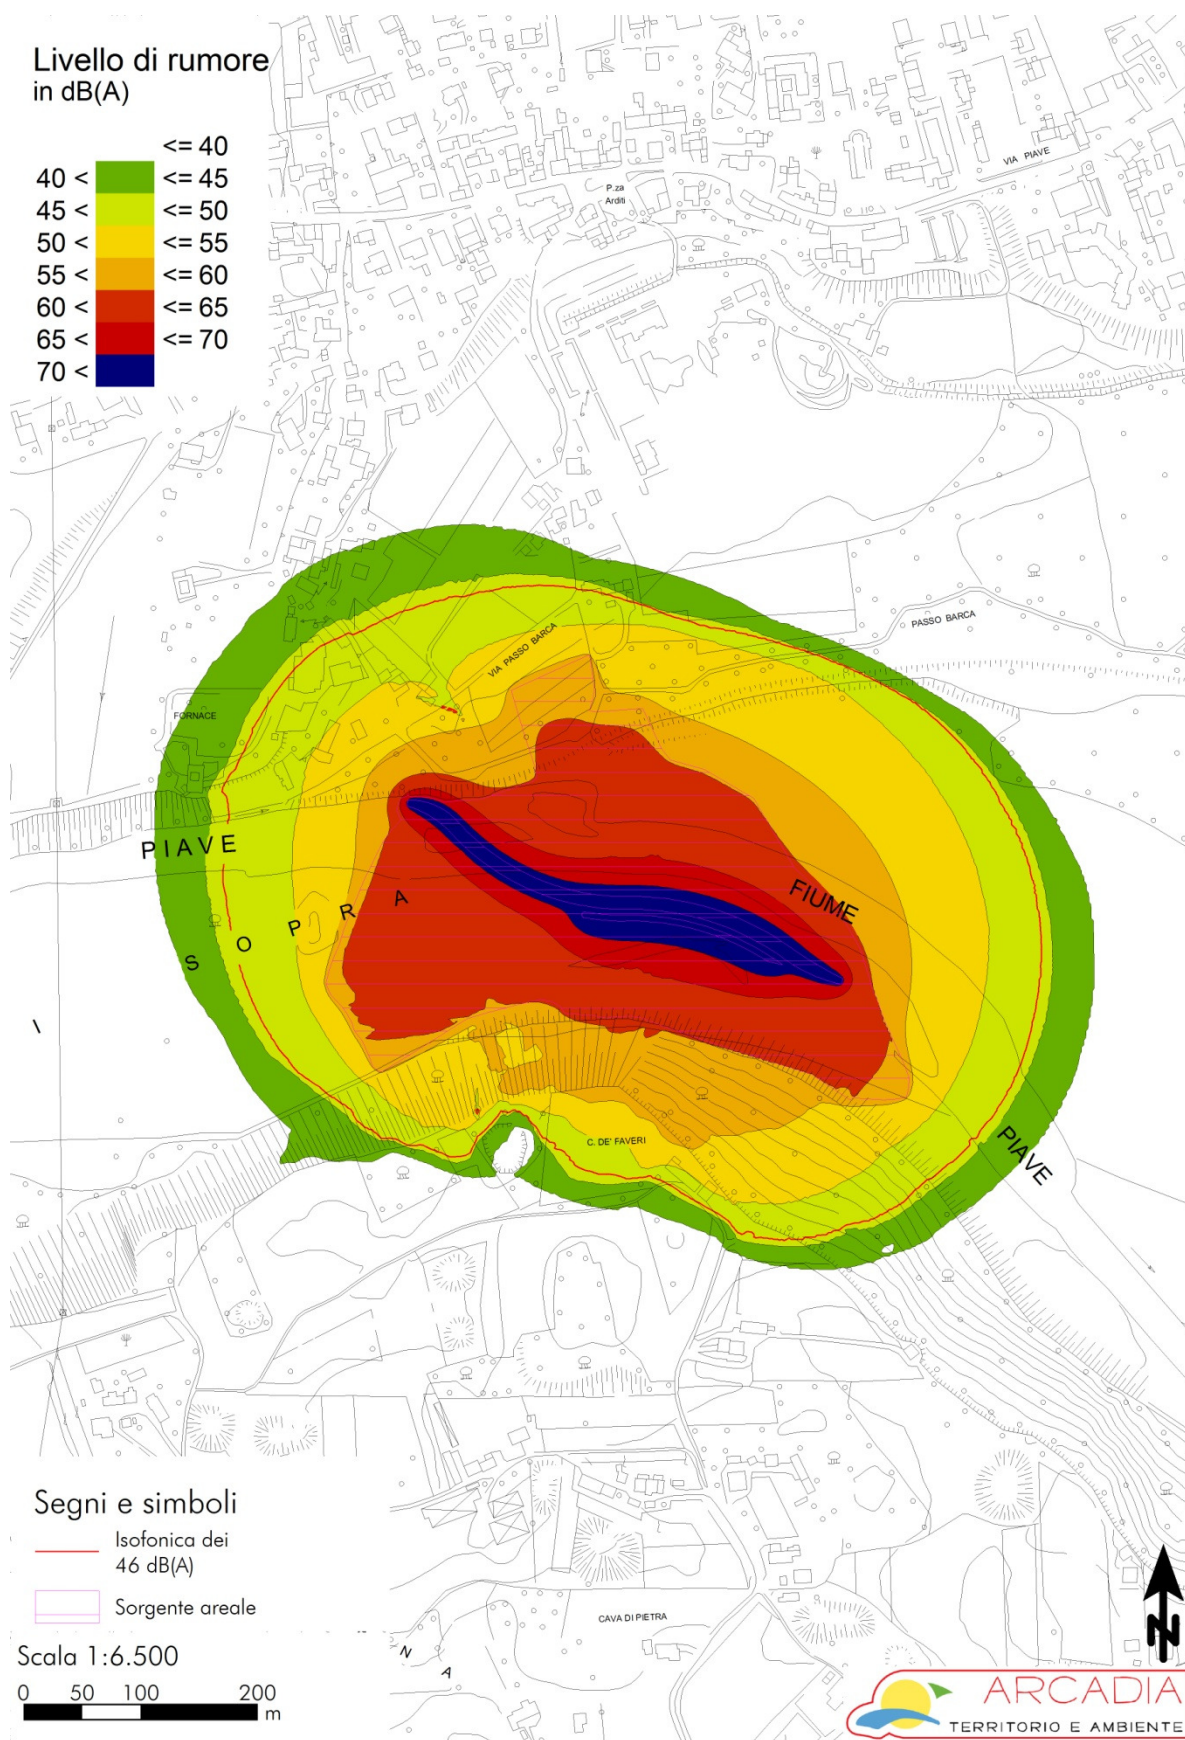 Livello di rumore
in dB(A)
<= 40
40 < <= 45
45 < <= 50
50 < <= 55
55 < <= 60
60 < <= 65
65 < <= 70
70 <
VIA PIAVE
P.za
Arditi
PASSO BARCA
VIA PASSO BARCA
FORNACE
PIAVE
FIUME
S O P R A
I
PIAVE
C. DE' FAVERI
Segni e simboli
Isofonica dei
46 dB(A)
Sorgente areale
CAVA DI PIETRA
N A
Scala 1:6.500
0 50 100 200
m
N
ARCADIA
TERRITORIO E AMBIENTE